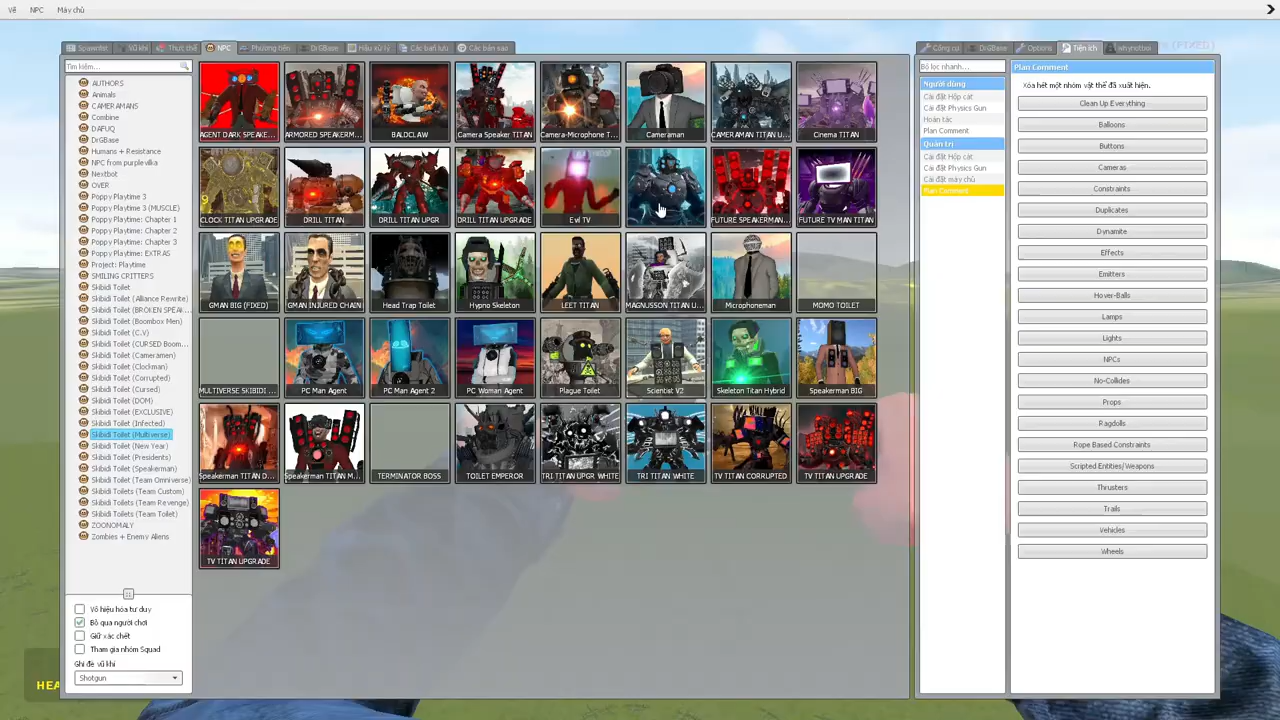 Vẽ NPC Máy chủ
Spawnlist Vũ khí Thực thể NPC Phương tiện DrGBase Hậu xử lý Các bản lưu Các bản sao
Tìm kiếm...
AUTHORS
Animals
CAMERAMANS
Combine
DAFUQ
DrGBase
Humans + Resistance
NPC from purplevilka
Nextbot
OVER
Poppy Playtime 3
Poppy Playtime 3 (MUSCLE)
Poppy Playtime: Chapter 1
Poppy Playtime: Chapter 2
Poppy Playtime: Chapter 3
Poppy Playtime: EXTRAS
Project: Playtime
SMILING CRITTERS
Skibidi Toilet
Skibidi Toilet (Alliance Rewrite)
Skibidi Toilet (BROKEN SPEAK...
Skibidi Toilet (Boombox Men)
Skibidi Toilet (C.V)
Skibidi Toilet (CURSED Boom...
Skibidi Toilet (Cameramen)
Skibidi Toilet (Clockman)
Skibidi Toilet (Corrupted)
Skibidi Toilet (Cursed)
Skibidi Toilet (DOM)
Skibidi Toilet (EXCLUSIVE)
Skibidi Toilet (Infected)
Skibidi Toilet (Multiverse)
Skibidi Toilet (New Year)
Skibidi Toilet (Presidents)
Skibidi Toilet (Speakerman)
Skibidi Toilet (Team Omniverse)
Skibidi Toilets (Team Custom)
Skibidi Toilets (Team Revenge)
Skibidi Toilets (Team Toilet)
ZOONOMALY
Zombies + Enemy Aliens
Vô hiệu hóa tư duy
Bỏ qua người chơi
Giữ xác chết
Tham gia nhóm Squad
Ghi đè vũ khí
Shotgun
HEA
AGENT DARK SPEAKE... ARMORED SPEAKERM... BALDCLAW Camera Speaker TITAN Camera-Microphone T... Cameraman CAMERAMAN TITAN U... Cinema TITAN
CLOCK TITAN UPGRADE DRILL TITAN DRILL TITAN UPGR DRILL TITAN UPGRADE Evil TV FUTURE SPEAKERMAN... FUTURE TV MAN TITAN
GMAN BIG (FIXED) GMAN INJURED CHAIN Head Trap Toilet Hypno Skeleton LEET TITAN MAGNUSSON TITAN U... Microphoneman MOMO TOILET
MULTIVERSE SKIBIDI ... PC Man Agent PC Man Agent 2 PC Woman Agent Plague Toilet Scientist V2 Skeleton Titan Hybrid Speakerman BIG
Speakerman TITAN D... Speakerman TITAN M... TERMINATOR BOSS TOILET EMPEROR TRI TITAN UPGR WHITE TRI TITAN WHITE TV TITAN CORRUPTED TV TITAN UPGRADE
TV TITAN UPGRADE
Công cụ DrGBase Options Tiện ích whynotboi (FIXED)
Bộ lọc nhanh...
Người dùng
Cài đặt Hộp cát
Cài đặt Physics Gun
Hoàn tác
Plan Comment
Quản trị
Cài đặt Hộp cát
Cài đặt Physics Gun
Cài đặt máy chủ
Plan Comment
Plan Comment
Xóa hết một nhóm vật thể đã xuất hiện.
Clean Up Everything
Balloons
Buttons
Cameras
Constraints
Duplicates
Dynamite
Effects
Emitters
Hover-Balls
Lamps
Lights
NPCs
No-Collides
Props
Ragdolls
Rope Based Constraints
Scripted Entities/Weapons
Thrusters
Trails
Vehicles
Wheels